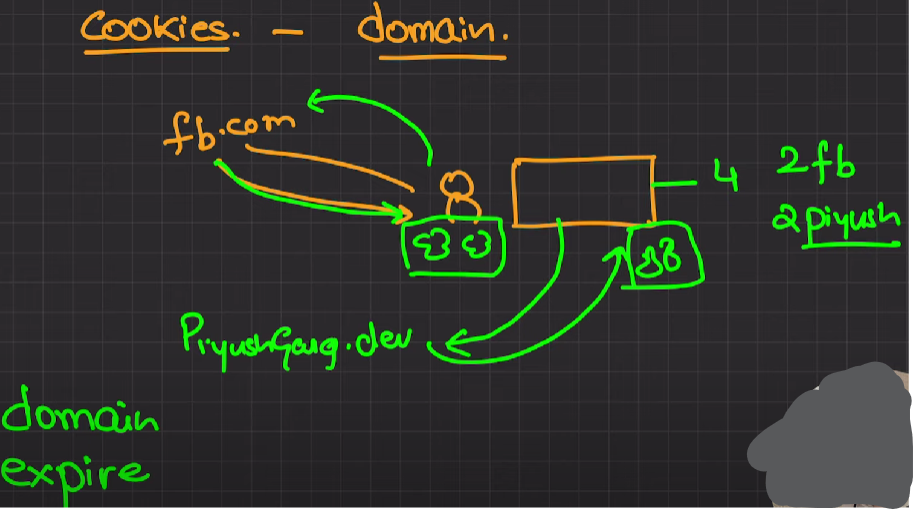 Cookies. - domain.
fb.com
4 2fb
2piyush
PiyushGarg.dev
domain
expire